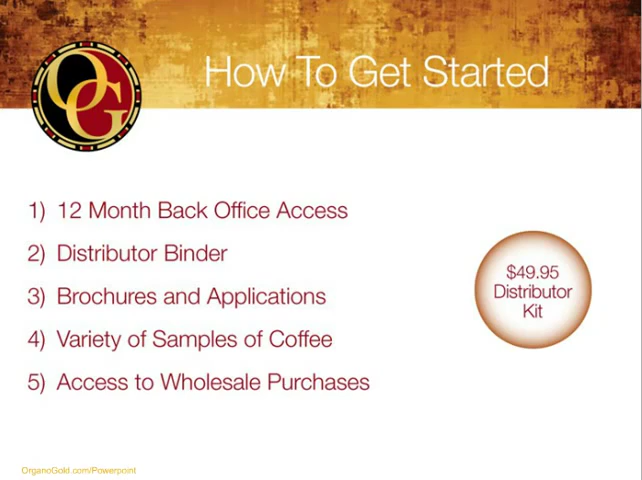 OG
How To Get Started
1) 12 Month Back Office Access
2) Distributor Binder
3) Brochures and Applications
4) Variety of Samples of Coffee
5) Access to Wholesale Purchases
$49.95
Distributor
Kit
OrganoGold.com/Powerpoint